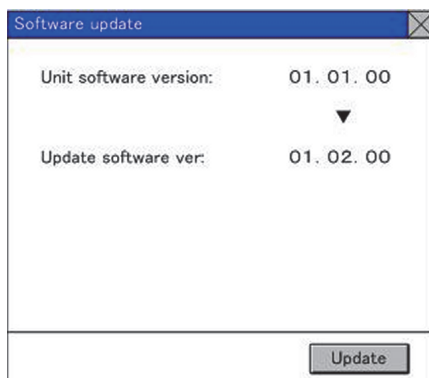 Software update
Unit software version: 01. 01. 00
▼
Update software ver: 01. 02. 00
Update